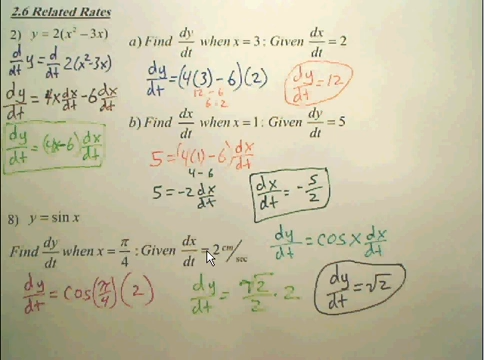 2.6 Related Rates
2) y = 2(x² − 3x)
d/dt y = d/dt 2(x² − 3x)
dy/dt = 4x dx/dt − 6 dx/dt
dy/dt = (4x − 6) dx/dt
a) Find dy/dt when x = 3 : Given dx/dt = 2
dy/dt = (4(3) − 6)(2)
12 − 6
6 · 2
dy/dt = 12
b) Find dx/dt when x = 1 : Given dy/dt = 5
5 = (4(1) − 6) dx/dt
4 − 6
5 = −2 dx/dt
dx/dt = −5/2
8) y = sin x
Find dy/dt when x = π/4 : Given dx/dt = 2 cm/sec
dy/dt = cos x dx/dt
dy/dt = cos(π/4)(2)
dy/dt = √2/2 · 2
dy/dt = √2